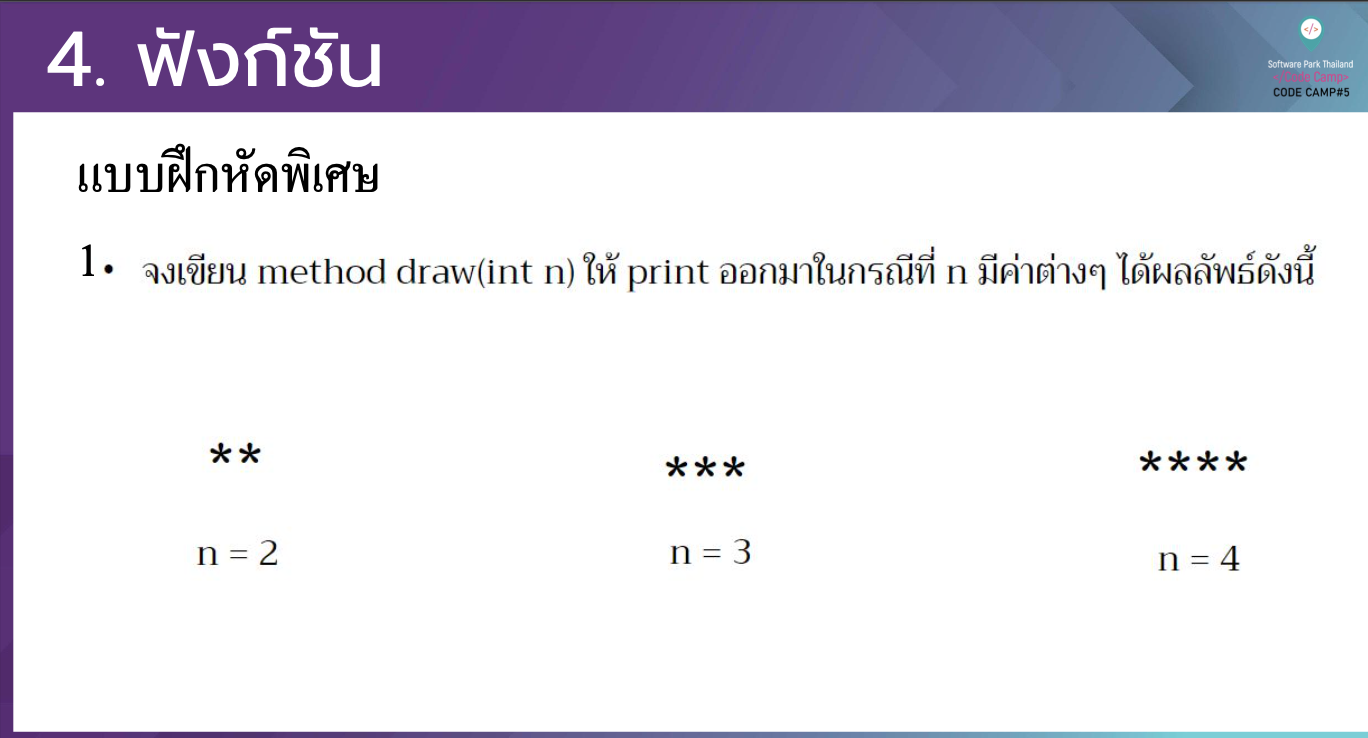 4. ฟังก์ชัน
</>
Software Park Thailand
</Code Camp>
CODE CAMP#5
แบบฝึกหัดพิเศษ
1• จงเขียน method draw(int n) ให้ print ออกมาในกรณีที่ n มีค่าต่างๆ ได้ผลลัพธ์ดังนี้
** *** ****
n = 2 n = 3 n = 4